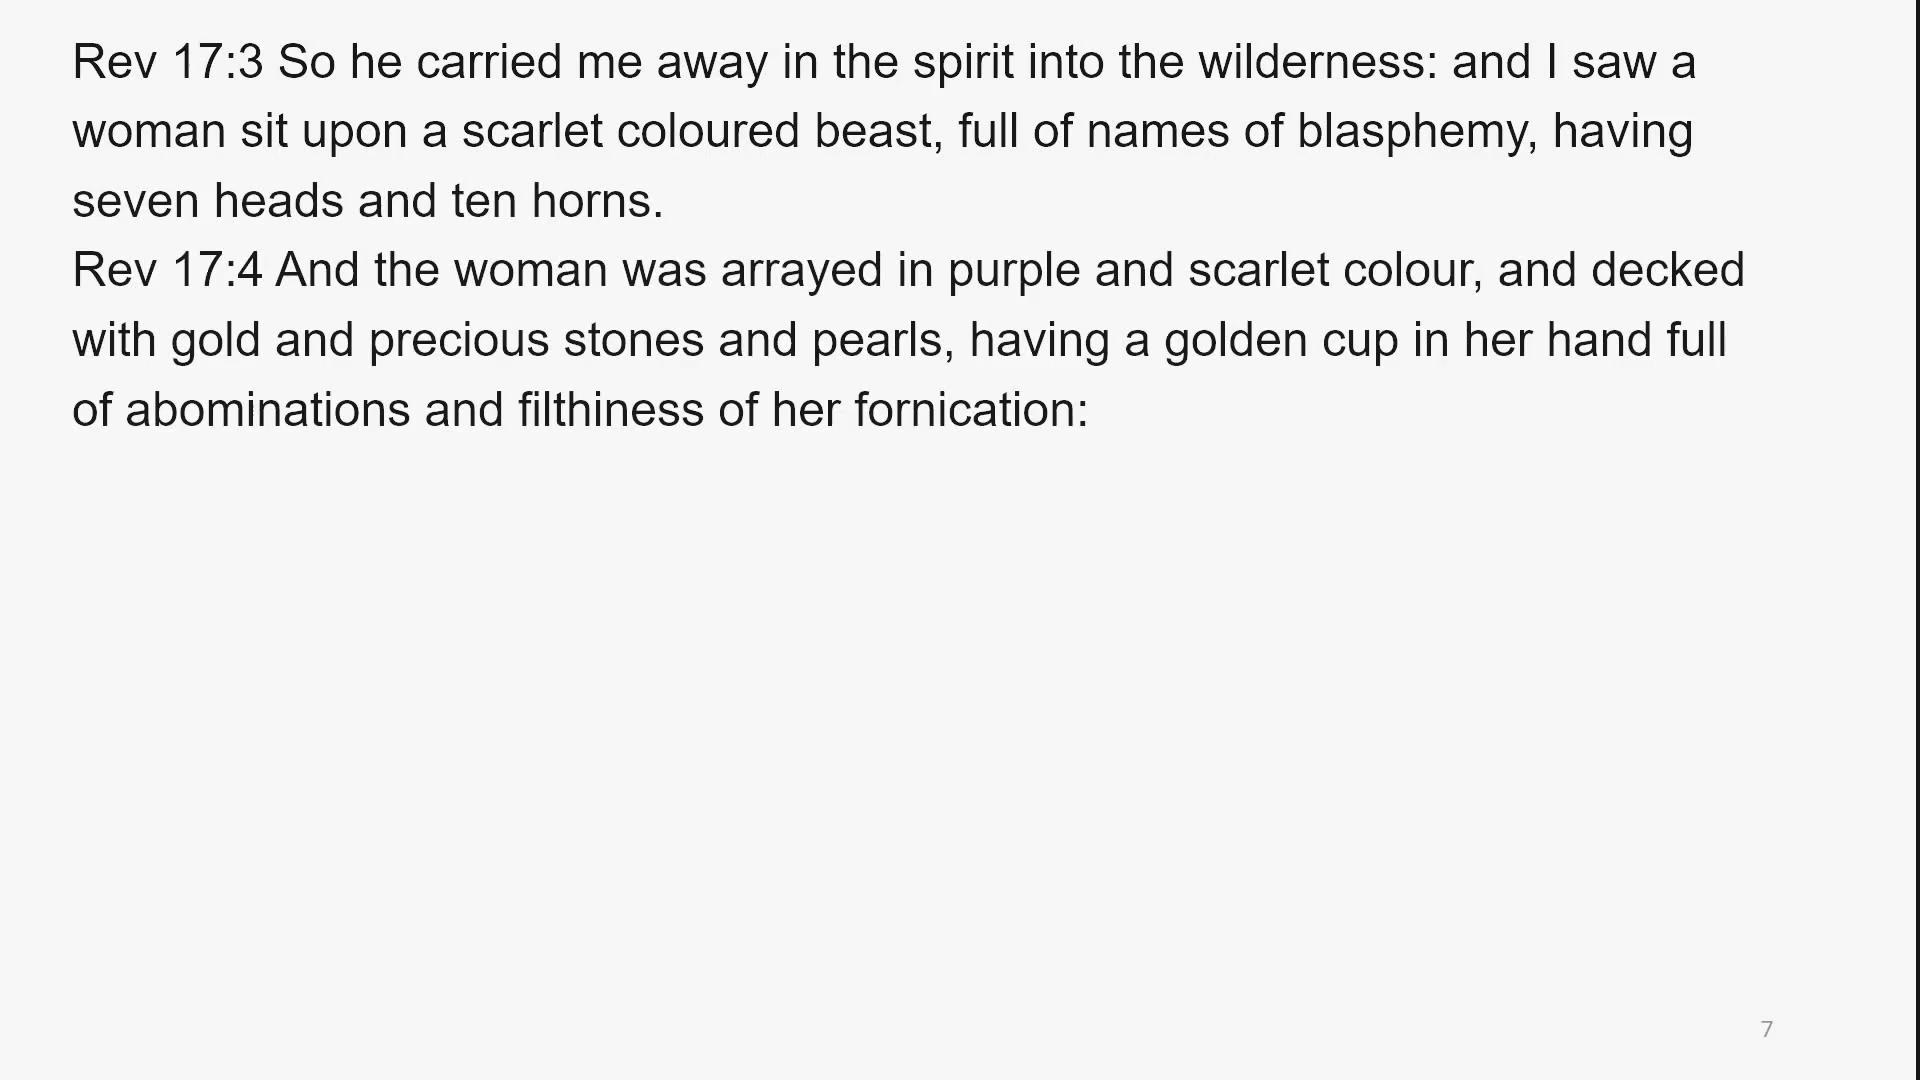 Rev 17:3 So he carried me away in the spirit into the wilderness: and I saw a
woman sit upon a scarlet coloured beast, full of names of blasphemy, having
seven heads and ten horns.
Rev 17:4 And the woman was arrayed in purple and scarlet colour, and decked
with gold and precious stones and pearls, having a golden cup in her hand full
of abominations and filthiness of her fornication:
7